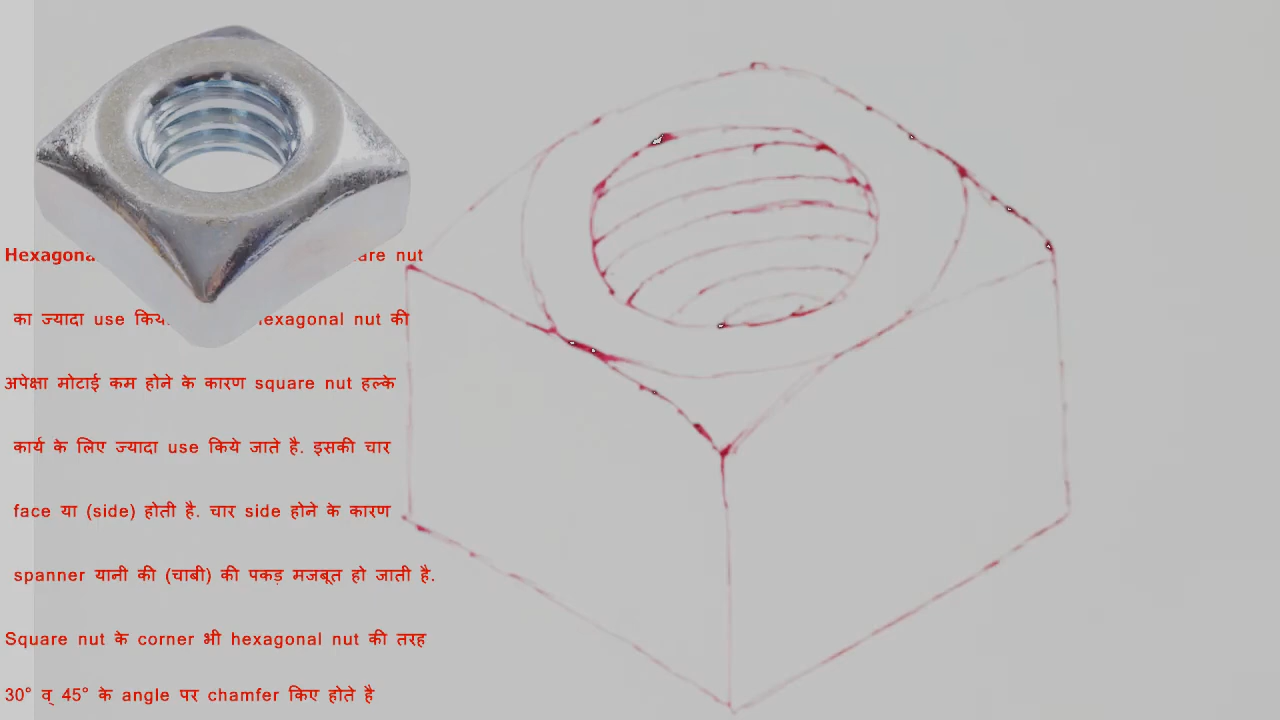 Hexagona are nut
का ज्यादा use किय exagonal nut की
अपेक्षा मोटाई कम होने के कारण square nut हल्के
कार्य के लिए ज्यादा use किये जाते है. इसकी चार
face या (side) होती है. चार side होने के कारण
spanner यानी की (चाबी) की पकड़ मजबूत हो जाती है.
Square nut के corner भी hexagonal nut की तरह
30° व् 45° के angle पर chamfer किए होते है